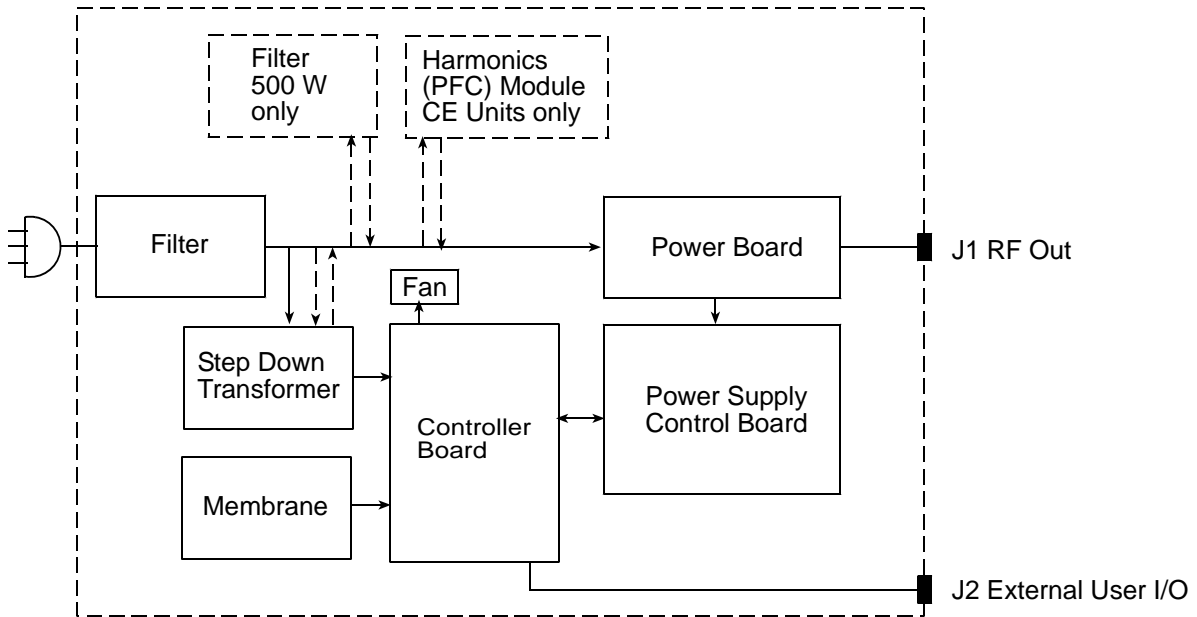 Filter
500 W
only
Harmonics
(PFC) Module
CE Units only
Filter
Power Board
J1 RF Out
Fan
Step Down
Transformer
Controller
Board
Power Supply
Control Board
Membrane
J2 External User I/O